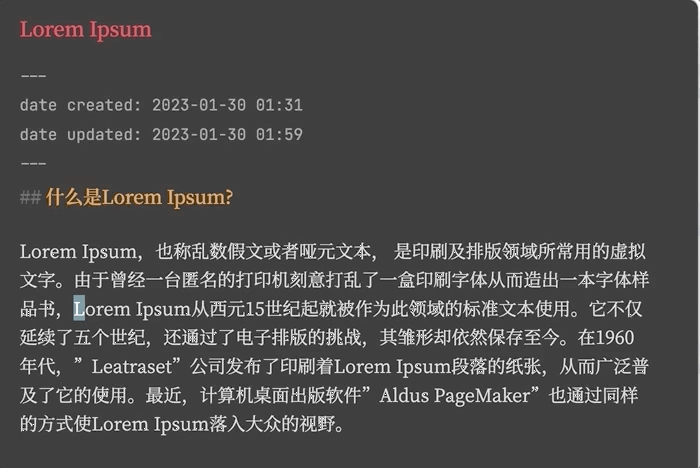 Lorem Ipsum
---
date created: 2023-01-30 01:31
date updated: 2023-01-30 01:59
---
## 什么是Lorem Ipsum?
Lorem Ipsum，也称乱数假文或者哑元文本， 是印刷及排版领域所常用的虚拟
文字。由于曾经一台匿名的打印机刻意打乱了一盒印刷字体从而造出一本字体样
品书，Lorem Ipsum从西元15世纪起就被作为此领域的标准文本使用。它不仅
延续了五个世纪，还通过了电子排版的挑战，其雏形却依然保存至今。在1960
年代，”Leatraset”公司发布了印刷着Lorem Ipsum段落的纸张，从而广泛普
及了它的使用。最近，计算机桌面出版软件”Aldus PageMaker”也通过同样
的方式使Lorem Ipsum落入大众的视野。